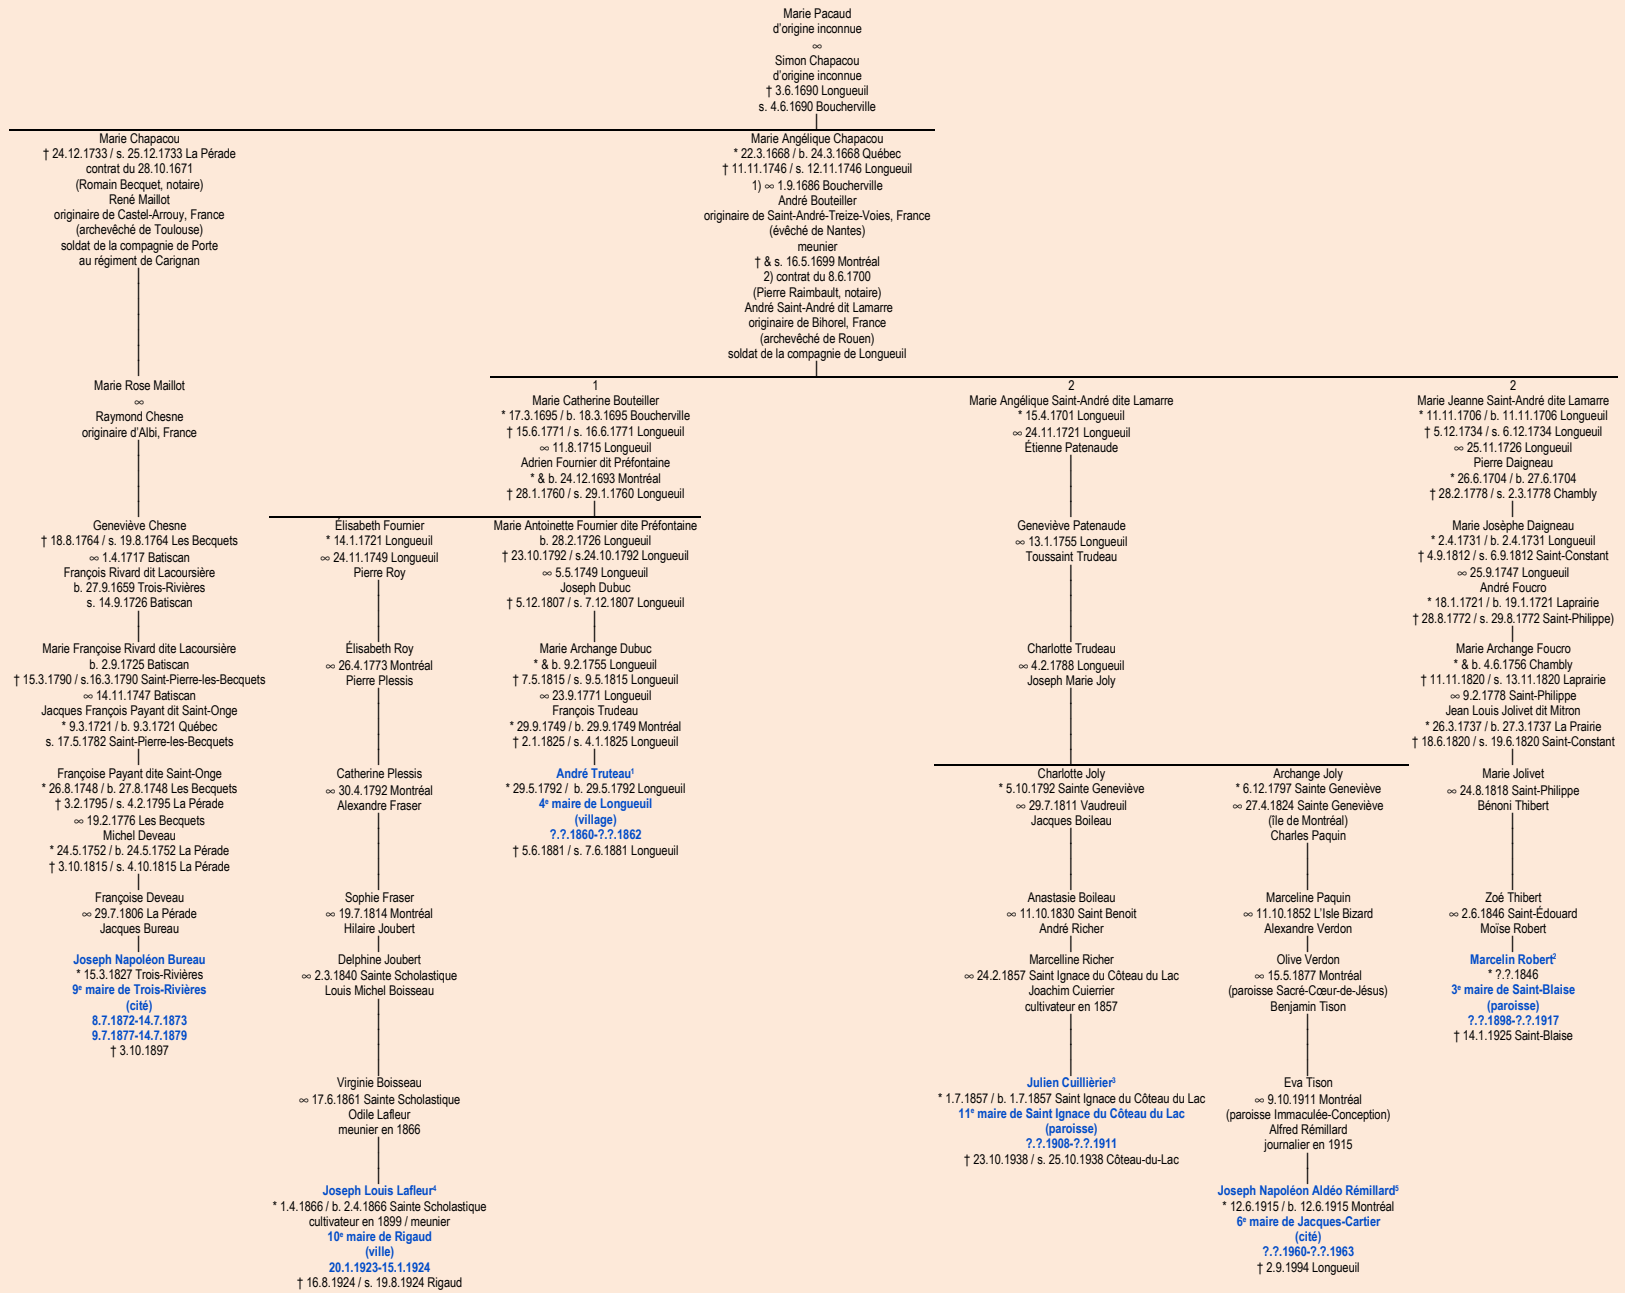 Marie Pacaud
d'origine inconnue
∞
Simon Chapacou
d'origine inconnue
† 3.6.1690 Longueuil
s. 4.6.1690 Boucherville
Marie Chapacou
† 24.12.1733 / s. 25.12.1733 La Pérade
contrat du 28.10.1671
(Romain Becquet, notaire)
René Maillot
originaire de Castel-Arrouy, France
(archevêché de Toulouse)
soldat de la compagnie de Porte
au régiment de Carignan
Marie Angélique Chapacou
* 22.3.1668 / b. 24.3.1668 Québec
† 11.11.1746 / s. 12.11.1746 Longueuil
1) ∞ 1.9.1686 Boucherville
André Bouteiller
originaire de Saint-André-Treize-Voies, France
(évêché de Nantes)
meunier
† & s. 16.5.1699 Montréal
2) contrat du 8.6.1700
(Pierre Raimbault, notaire)
André Saint-André dit Lamarre
originaire de Bihorel, France
(archevêché de Rouen)
soldat de la compagnie de Longueuil
Marie Rose Maillot
∞
Raymond Chesne
originaire d'Albi, France
1
Marie Catherine Bouteiller
* 17.3.1695 / b. 18.3.1695 Boucherville
† 15.6.1771 / s. 16.6.1771 Longueuil
∞ 11.8.1715 Longueuil
Adrien Fournier dit Préfontaine
* & b. 24.12.1693 Montréal
† 28.1.1760 / s. 29.1.1760 Longueuil
2
Marie Angélique Saint-André dite Lamarre
* 15.4.1701 Longueuil
∞ 24.11.1721 Longueuil
Étienne Patenaude
2
Marie Jeanne Saint-André dite Lamarre
* 11.11.1706 / b. 11.11.1706 Longueuil
† 5.12.1734 / s. 6.12.1734 Longueuil
∞ 25.11.1726 Longueuil
Pierre Daigneau
* 26.6.1704 / b. 27.6.1704
† 28.2.1778 / s. 2.3.1778 Chambly
Geneviève Chesne
† 18.8.1764 / s. 19.8.1764 Les Becquets
∞ 1.4.1717 Batiscan
François Rivard dit Lacoursière
b. 27.9.1659 Trois-Rivières
s. 14.9.1726 Batiscan
Élisabeth Fournier
* 14.1.1721 Longueuil
∞ 24.11.1749 Longueuil
Pierre Roy
Marie Antoinette Fournier dite Préfontaine
b. 28.2.1726 Longueuil
† 23.10.1792 / s.24.10.1792 Longueuil
∞ 5.5.1749 Longueuil
Joseph Dubuc
† 5.12.1807 / s. 7.12.1807 Longueuil
Geneviève Patenaude
∞ 13.1.1755 Longueuil
Toussaint Trudeau
Marie Josèphe Daigneau
* 2.4.1731 / b. 2.4.1731 Longueuil
† 4.9.1812 / s. 6.9.1812 Saint-Constant
∞ 25.9.1747 Longueuil
André Foucro
* 18.1.1721 / b. 19.1.1721 Laprairie
† 28.8.1772 / s. 29.8.1772 Saint-Philippe)
Marie Françoise Rivard dite Lacoursière
b. 2.9.1725 Batiscan
† 15.3.1790 / s.16.3.1790 Saint-Pierre-les-Becquets
∞ 14.11.1747 Batiscan
Jacques François Payant dit Saint-Onge
* 9.3.1721 / b. 9.3.1721 Québec
s. 17.5.1782 Saint-Pierre-les-Becquets
Élisabeth Roy
∞ 26.4.1773 Montréal
Pierre Plessis
Marie Archange Dubuc
* & b. 9.2.1755 Longueuil
† 7.5.1815 / s. 9.5.1815 Longueuil
∞ 23.9.1771 Longueuil
François Trudeau
* 29.9.1749 / b. 29.9.1749 Montréal
† 2.1.1825 / s. 4.1.1825 Longueuil
Charlotte Trudeau
∞ 4.2.1788 Longueuil
Joseph Marie Joly
Marie Archange Foucro
* & b. 4.6.1756 Chambly
† 11.11.1820 / s. 13.11.1820 Laprairie
∞ 9.2.1778 Saint-Philippe
Jean Louis Jolivet dit Mitron
* 26.3.1737 / b. 27.3.1737 La Prairie
† 18.6.1820 / s. 19.6.1820 Saint-Constant
Françoise Payant dite Saint-Onge
* 26.8.1748 / b. 27.8.1748 Les Becquets
† 3.2.1795 / s. 4.2.1795 La Pérade
∞ 19.2.1776 Les Becquets
Michel Deveau
* 24.5.1752 / b. 24.5.1752 La Pérade
† 3.10.1815 / s. 4.10.1815 La Pérade
Catherine Plessis
∞ 30.4.1792 Montréal
Alexandre Fraser
André Truteau¹
* 29.5.1792 / b. 29.5.1792 Longueuil
4e maire de Longueuil
(village)
?.?.1860-?.?.1862
† 5.6.1881 / s. 7.6.1881 Longueuil
Charlotte Joly
* 5.10.1792 Sainte Geneviève
∞ 29.7.1811 Vaudreuil
Jacques Boileau
Archange Joly
* 6.12.1797 Sainte Geneviève
∞ 27.4.1824 Sainte Geneviève
(île de Montréal)
Charles Paquin
Marie Jolivet
∞ 24.8.1818 Saint-Philippe
Bénoni Thibert
Françoise Deveau
∞ 29.7.1806 La Pérade
Jacques Bureau
Sophie Fraser
∞ 19.7.1814 Montréal
Hilaire Joubert
Anastasie Boileau
∞ 11.10.1830 Saint Benoit
André Richer
Marceline Paquin
∞ 11.10.1852 L'Isle Bizard
Alexandre Verdon
Zoé Thibert
∞ 2.6.1846 Saint-Édouard
Moïse Robert
Joseph Napoléon Bureau
* 15.3.1827 Trois-Rivières
9e maire de Trois-Rivières
(cité)
8.7.1872-14.7.1873
9.7.1877-14.7.1879
† 3.10.1897
Delphine Joubert
∞ 2.3.1840 Sainte Scholastique
Louis Michel Boisseau
Marcelline Richer
∞ 24.2.1857 Saint Ignace du Côteau du Lac
Joachim Cuierrier
cultivateur en 1857
Olive Verdon
∞ 15.5.1877 Montréal
(paroisse Sacré-Cœur-de-Jésus)
Benjamin Tison
Marcelin Robert²
* ?.?.1846
3e maire de Saint-Blaise
(paroisse)
?.?.1898-?.?.1917
† 14.1.1925 Saint-Blaise
Virginie Boisseau
∞ 17.6.1861 Sainte Scholastique
Odile Lafleur
meunier en 1866
Julien Cuillièrier³
* 1.7.1857 / b. 1.7.1857 Saint Ignace du Côteau du Lac
11e maire de Saint Ignace du Côteau du Lac
(paroisse)
?.?.1908-?.?.1911
† 23.10.1938 / s. 25.10.1938 Côteau-du-Lac
Eva Tison
∞ 9.10.1911 Montréal
(paroisse Immaculée-Conception)
Alfred Rémillard
journalier en 1915
Joseph Louis Lafleur⁴
* 1.4.1866 / b. 2.4.1866 Sainte Scholastique
cultivateur en 1899 / meunier
10e maire de Rigaud
(ville)
20.1.1923-15.1.1924
† 16.8.1924 / s. 19.8.1924 Rigaud
Joseph Napoléon Aldéo Rémillard⁵
* 12.6.1915 / b. 12.6.1915 Montréal
6e maire de Jacques-Cartier
(cité)
?.?.1960-?.?.1963
† 2.9.1994 Longueuil